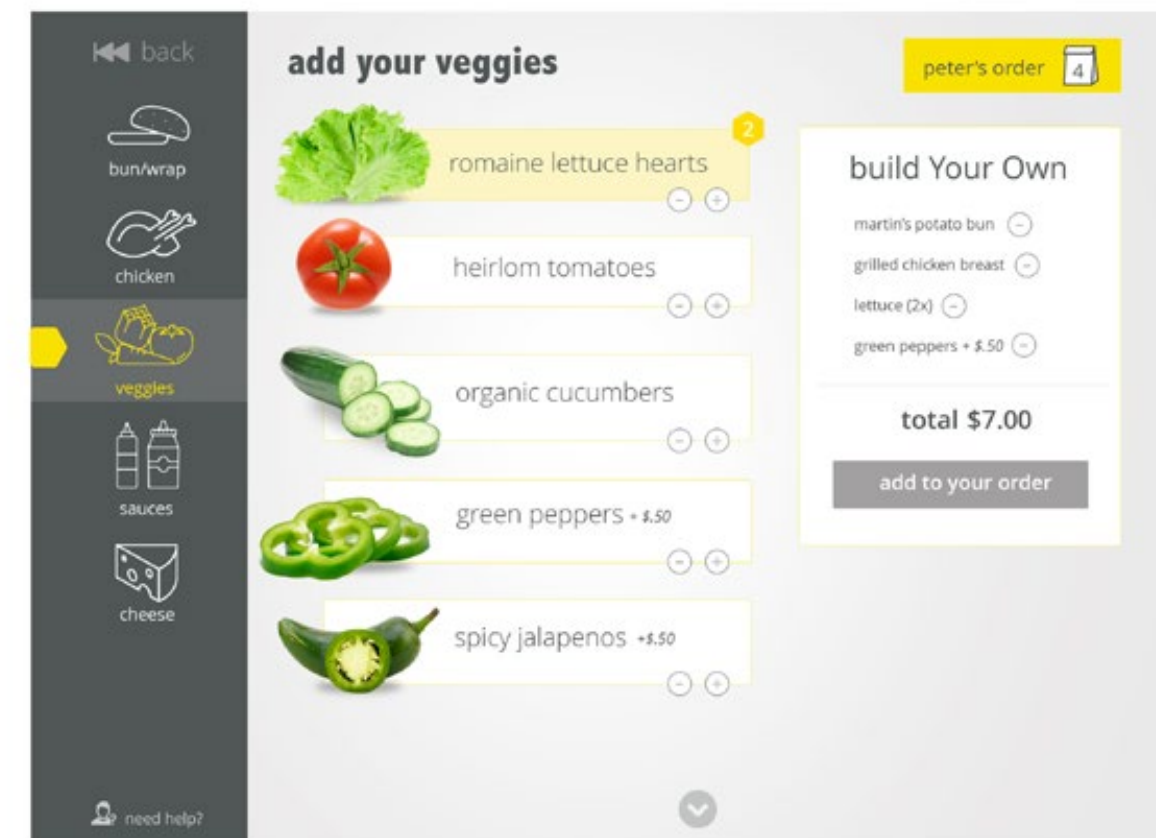 back
bun/wrap
chicken
veggies
sauces
cheese
need help?
add your veggies
2
romaine lettuce hearts
- +
heirlom tomatoes
- +
organic cucumbers
- +
green peppers + $.50
- +
spicy jalapenos +$.50
- +
peter's order 4
build Your Own
martin's potato bun -
grilled chicken breast -
lettuce (2x) -
green peppers + $.50 -
total $7.00
add to your order